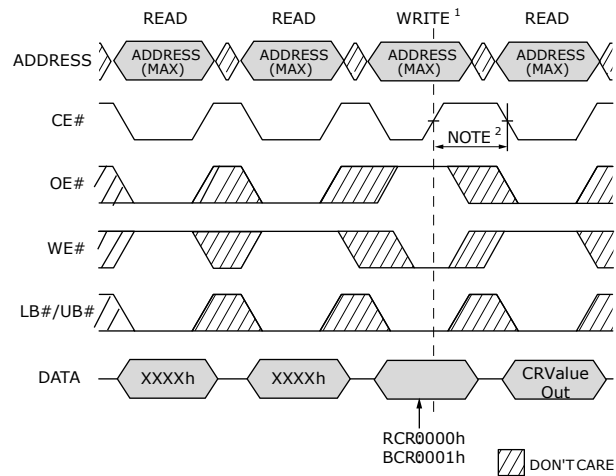 READ READ WRITE 1 READ
ADDRESS ADDRESS (MAX) ADDRESS (MAX) ADDRESS (MAX) ADDRESS (MAX)
CE#
NOTE 2
OE#
WE#
LB#/UB#
DATA XXXXh XXXXh CRValue Out
RCR0000h
BCR0001h
DON'T CARE